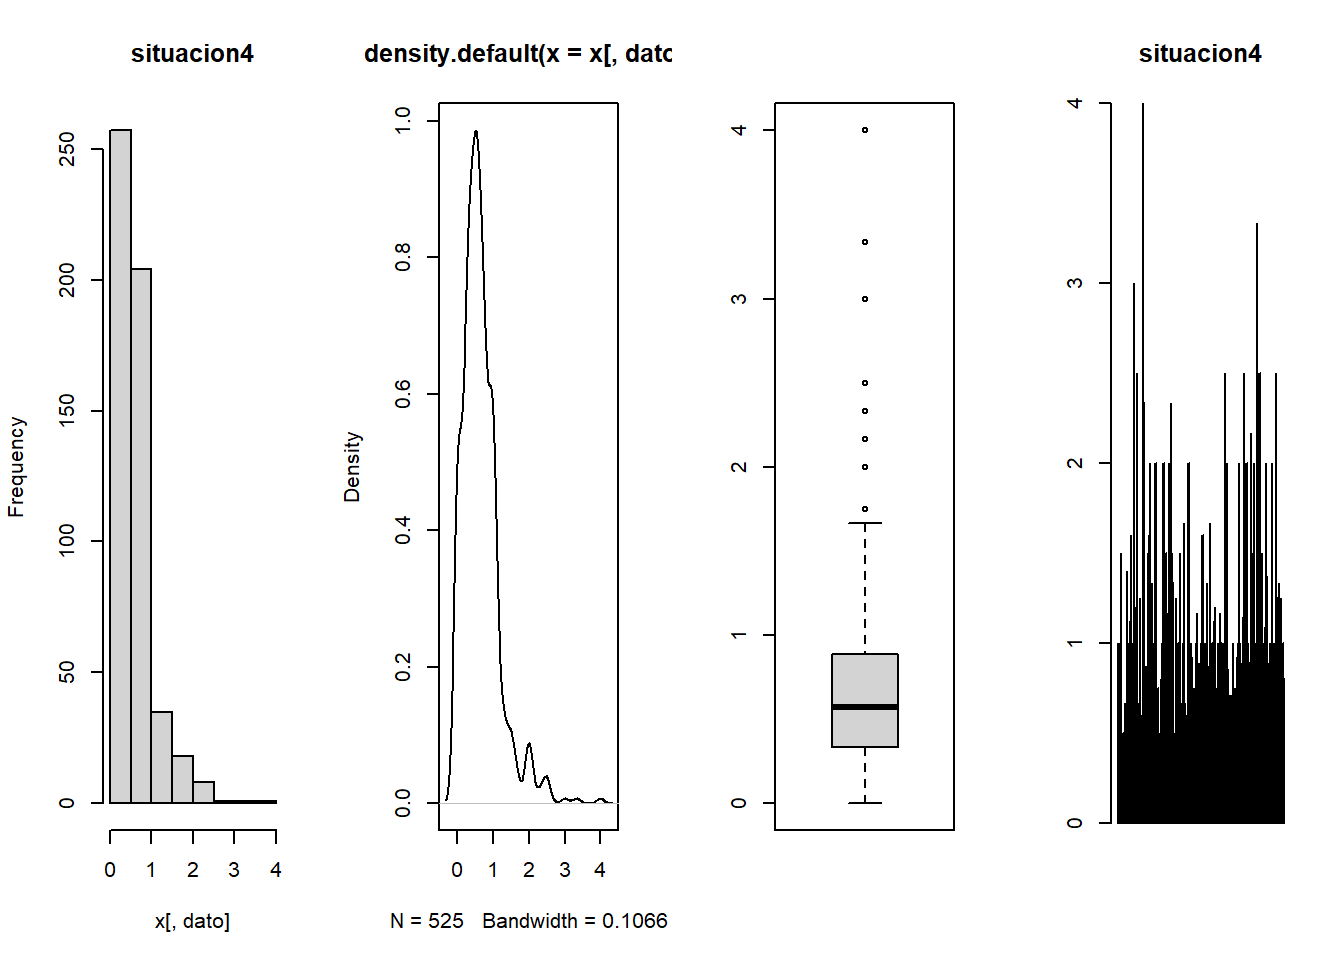 situacion4
Frequency
0
50
100
150
200
250
0 1 2 3 4
x[, dato]
density.default(x = x[, dato
Density
0.0
0.2
0.4
0.6
0.8
1.0
0 1 2 3 4
N = 525 Bandwidth = 0.1066
0
1
2
3
4
situacion4
0
1
2
3
4